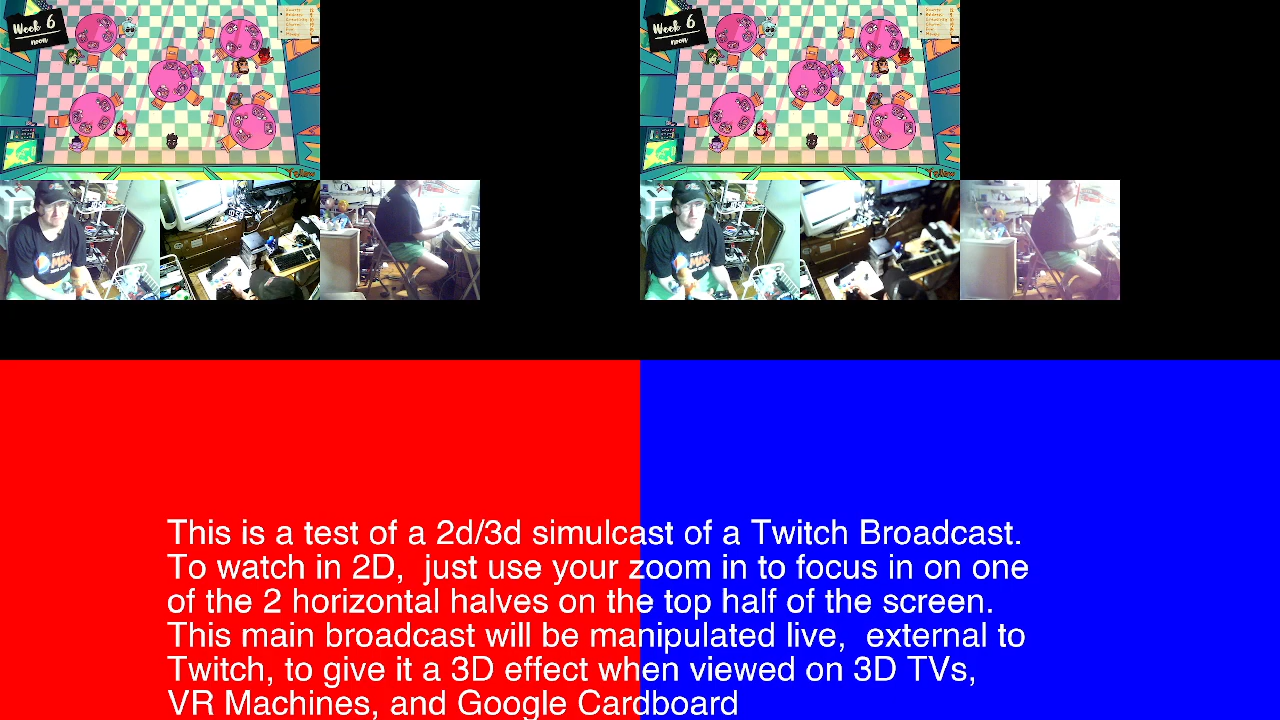 Week 6
noon
Week 6
noon
This is a test of a 2d/3d simulcast of a Twitch Broadcast.
To watch in 2D,  just use your zoom in to focus in on one
of the 2 horizontal halves on the top half of the screen.
This main broadcast will be manipulated live,  external to
Twitch, to give it a 3D effect when viewed on 3D TVs,
VR Machines, and Google Cardboard